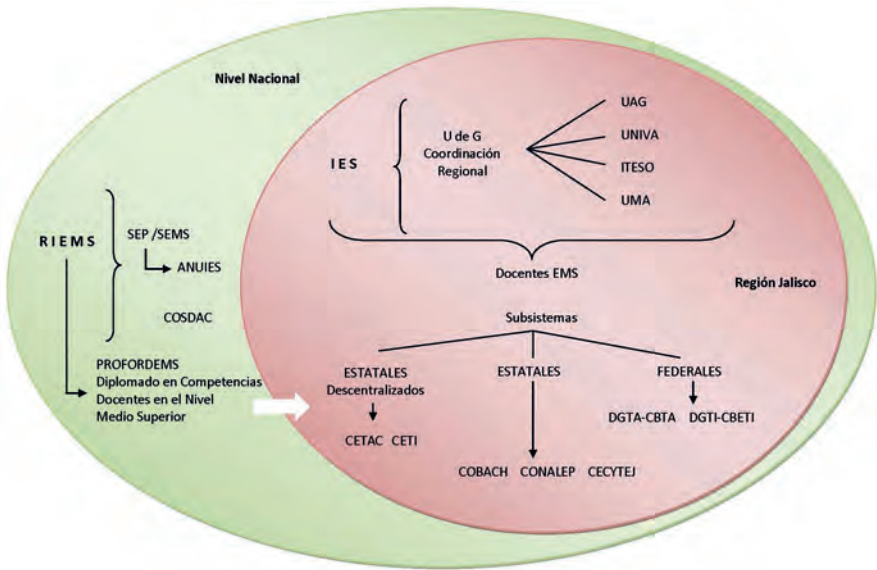 Nivel Nacional
RIEMS
SEP /SEMS
ANUIES
COSDAC
PROFORDEMS
Diplomado en Competencias
Docentes en el Nivel
Medio Superior
IES
U de G
Coordinación
Regional
UAG
UNIVA
ITESO
UMA
Docentes EMS
Región Jalisco
Subsistemas
ESTATALES
Descentralizados
CETAC CETI
ESTATALES
COBACH CONALEP CECYTEJ
FEDERALES
DGTA-CBTA DGTI-CBETI